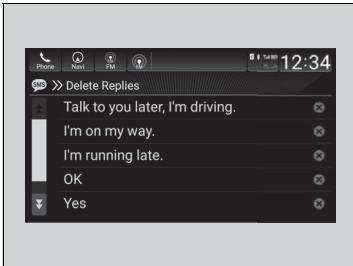 Phone Navi FM
12:34
SMS Delete Replies
Talk to you later, I'm driving.
I'm on my way.
I'm running late.
OK
Yes